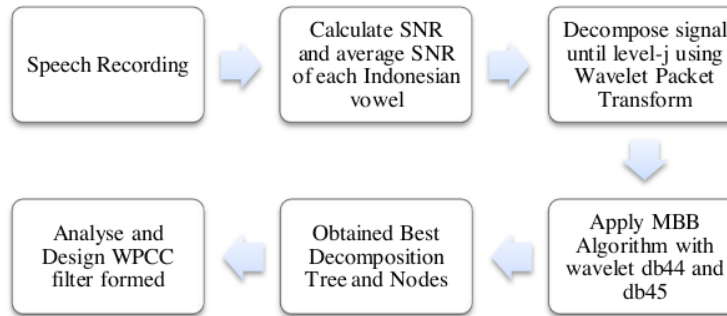 Speech Recording
Calculate SNR
and average SNR
of each Indonesian
vowel
Decompose signal
until level-j using
Wavelet Packet
Transform
Apply MBB
Algorithm with
wavelet db44 and
db45
Obtained Best
Decomposition
Tree and Nodes
Analyse and
Design WPCC
filter formed